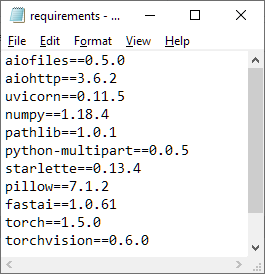 requirements - ...
File Edit Format View Help
aiofiles==0.5.0
aiohttp==3.6.2
uvicorn==0.11.5
numpy==1.18.4
pathlib==1.0.1
python-multipart==0.0.5
starlette==0.13.4
pillow==7.1.2
fastai==1.0.61
torch==1.5.0
torchvision==0.6.0